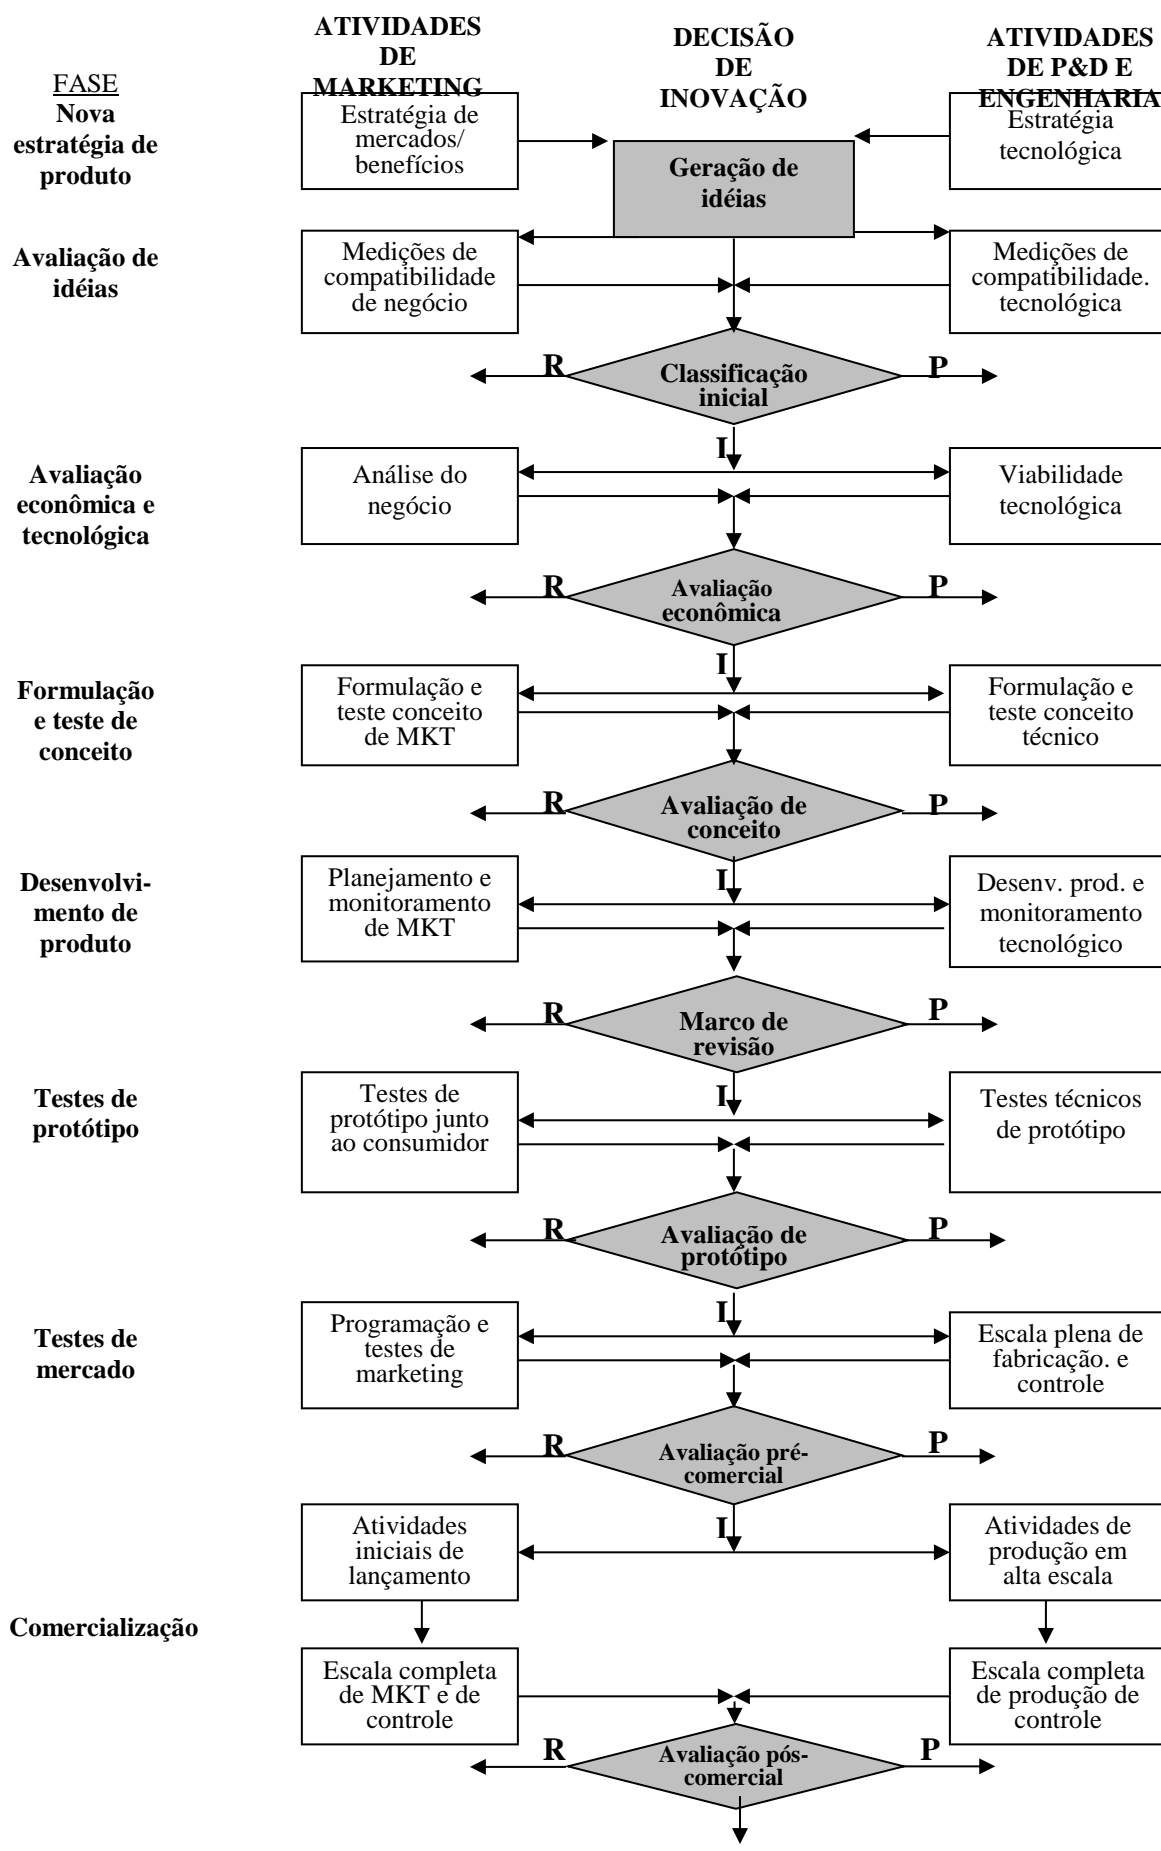 ATIVIDADES
DE
MARKETING
DECISÃO
DE
INOVAÇÃO
ATIVIDADES
DE P&D E
ENGENHARIA
FASE
Nova
estratégia de
produto
Estratégia de
mercados/
benefícios
Geração de
idéias
Estratégia
tecnológica
Avaliação de
idéias
Medições de
compatibilidade
de negócio
Medições de
compatibilidade.
tecnológica
R
Classificação
inicial
P
I
Avaliação
econômica e
tecnológica
Análise do
negócio
Viabilidade
tecnológica
R
Avaliação
econômica
P
I
Formulação
e teste de
conceito
Formulação e
teste conceito
de MKT
Formulação e
teste conceito
técnico
R
Avaliação de
conceito
P
I
Desenvolvi-
mento de
produto
Planejamento e
monitoramento
de MKT
Desenv. prod. e
monitoramento
tecnológico
R
Marco de
revisão
P
I
Testes de
protótipo
Testes de
protótipo junto
ao consumidor
Testes técnicos
de protótipo
R
Avaliação de
protótipo
P
I
Testes de
mercado
Programação e
testes de
marketing
Escala plena de
fabricação. e
controle
R
Avaliação pré-
comercial
P
I
Atividades
iniciais de
lançamento
Atividades de
produção em
alta escala
Comercialização
Escala completa
de MKT e de
controle
Escala completa
de produção de
controle
R
Avaliação pós-
comercial
P